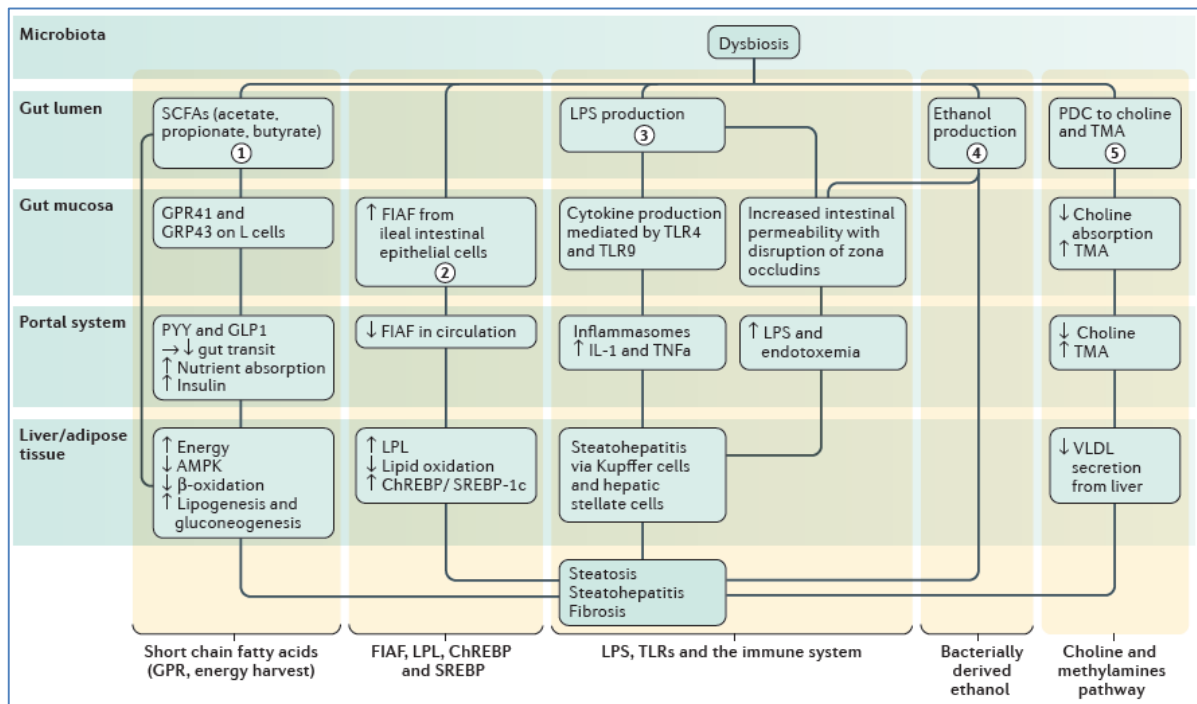 Microbiota
Dysbiosis
Gut lumen
SCFAs (acetate,
propionate, butyrate)
1
LPS production
3
Ethanol
production
4
PDC to choline
and TMA
5
Gut mucosa
GPR41 and
GRP43 on L cells
↑ FIAF from
ileal intestinal
epithelial cells
2
Cytokine production
mediated by TLR4
and TLR9
Increased intestinal
permeability with
disruption of zona
occludins
↓ Choline
absorption
↑ TMA
Portal system
PYY and GLP1
→ ↓ gut transit
↑ Nutrient absorption
↑ Insulin
↓ FIAF in circulation
Inflammasomes
↑ IL-1 and TNFa
↑ LPS and
endotoxemia
↓ Choline
↑ TMA
Liver/adipose
tissue
↑ Energy
↓ AMPK
↓ β-oxidation
↑ Lipogenesis and
gluconeogenesis
↑ LPL
↓ Lipid oxidation
↑ ChREBP/ SREBP-1c
Steatohepatitis
via Kupffer cells
and hepatic
stellate cells
↓ VLDL
secretion
from liver
Steatosis
Steatohepatitis
Fibrosis
Short chain fatty acids
(GPR, energy harvest)
FIAF, LPL, ChREBP
and SREBP
LPS, TLRs and the immune system
Bacterially
derived
ethanol
Choline and
methylamines
pathway